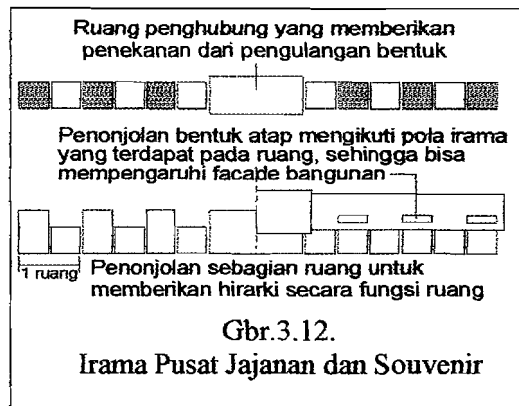 Ruang penghubung yang memberikan
penekanan dari pengulangan bentuk
Penonjolan bentuk atap mengikuti pola irama
yang terdapat pada ruang, sehingga bisa
mempengaruhi facade bangunan
1 ruang
Penonjolan sebagian ruang untuk
memberikan hirarki secara fungsi ruang
Gbr.3.12.
Irama Pusat Jajanan dan Souvenir